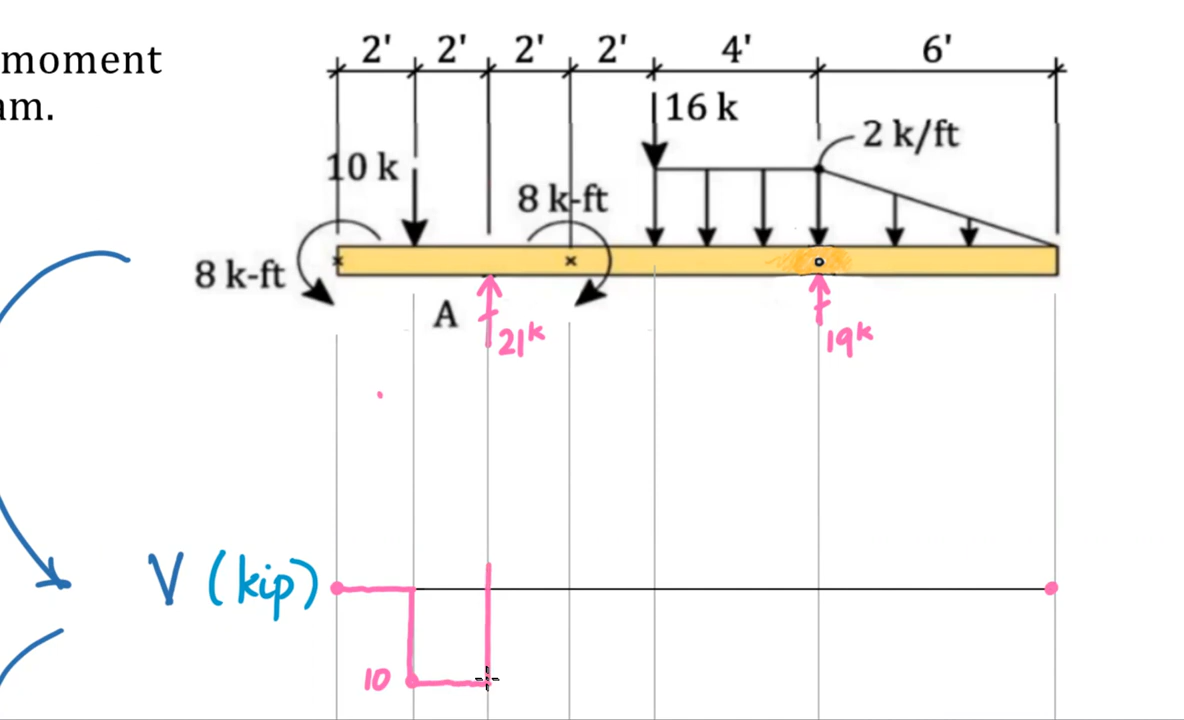 moment
am.
2' 2' 2' 2' 4' 6'
16 k
2 k/ft
10 k
8 k-ft
8 k-ft
A
21k
19k
V (kip)
10